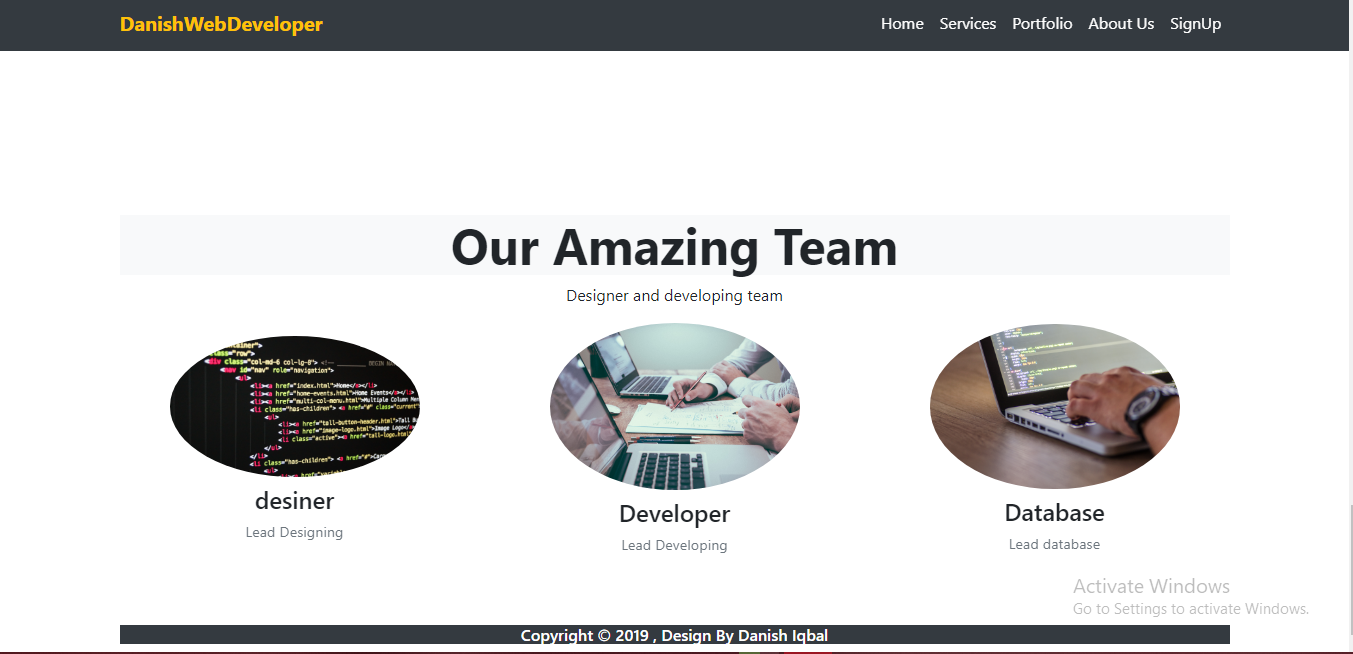 DanishWebDeveloper
Home Services Portfolio About Us SignUp
Our Amazing Team
Designer and developing team
desiner
Lead Designing
Developer
Lead Developing
Database
Lead database
Activate Windows
Go to Settings to activate Windows.
Copyright © 2019 , Design By Danish Iqbal